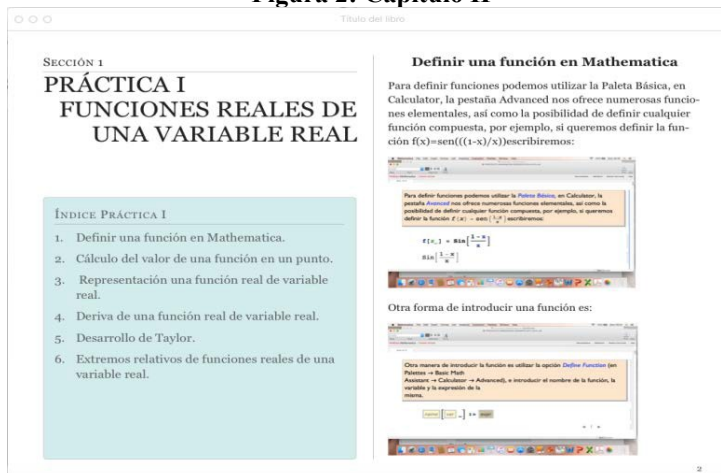 Figura 2. Capítulo II
Título del libro
SECCIÓN 1
PRÁCTICA I
FUNCIONES REALES DE
UNA VARIABLE REAL
ÍNDICE PRÁCTICA I
1. Definir una función en Mathematica.
2. Cálculo del valor de una función en un punto.
3. Representación una función real de variable
real.
4. Deriva de una función real de variable real.
5. Desarrollo de Taylor.
6. Extremos relativos de funciones reales de una
variable real.
Definir una función en Mathematica
Para definir funciones podemos utilizar la Paleta Básica, en
Calculator, la pestaña Advanced nos ofrece numerosas funcio-
nes elementales, así como la posibilidad de definir cualquier
función compuesta, por ejemplo, si queremos definir la fun-
ción f(x)=sen(((1-x)/x))escribiremos:
Para definir funciones podemos utilizar la Paleta Básica, en Calculator, la
pestaña Avanced nos ofrece numerosas funciones elementales, así como la
posibilidad de definir cualquier función compuesta, por ejemplo, si queremos
definir la función f(x) = sen(1-x/x) escribiremos:
f[x_] = Sin[1-x/x]
Sin[1-x/x]
Otra forma de introducir una función es:
Otra manera de introducir la función es utilizar la opción Define Function (en
Palettes → Basic Math
Assistant → Calculator → Advanced), e introducir el nombre de la función, la
variable y la expresión de la
misma.
2